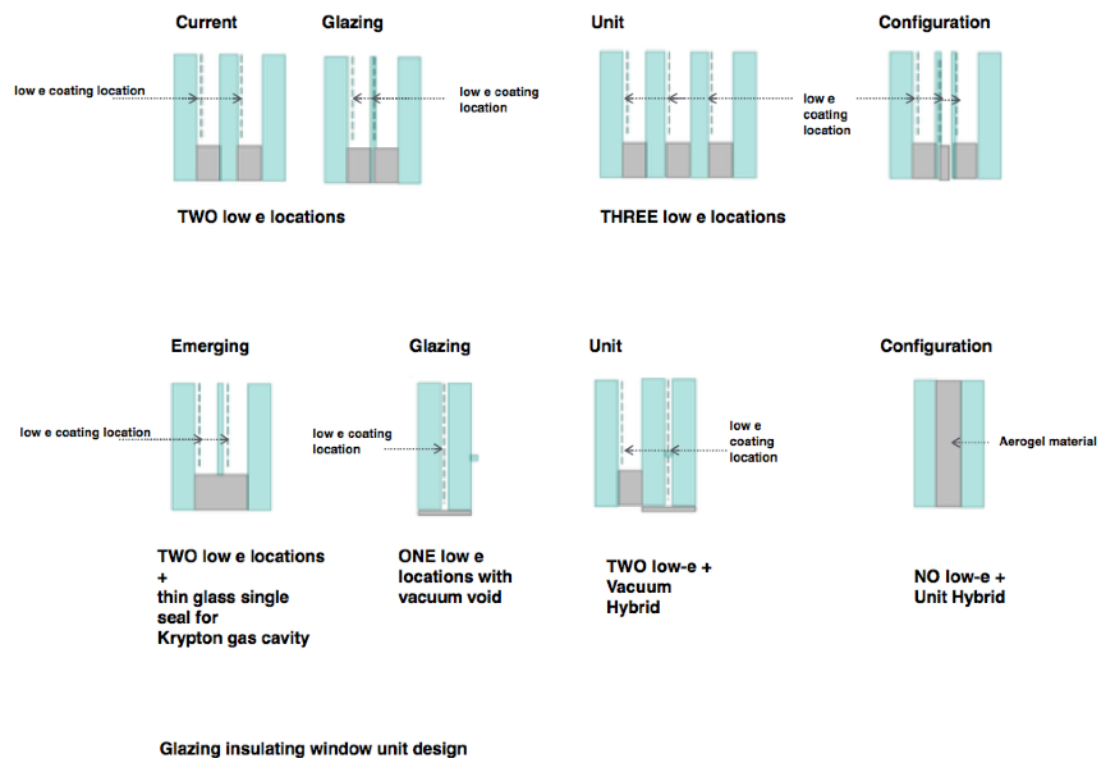 Current Glazing Unit Configuration
low e coating location
low e coating
location
low e
coating
location
TWO low e locations
THREE low e locations
Emerging Glazing Unit Configuration
low e coating location
low e coating
location
low e
coating
location
Aerogel material
TWO low e locations
+
thin glass single
seal for
Krypton gas cavity
ONE low e
locations with
vacuum void
TWO low-e +
Vacuum
Hybrid
NO low-e +
Unit Hybrid
Glazing insulating window unit design